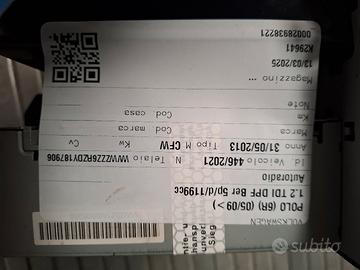 VOLKSWAGEN
POLO (6R) (05/09 >)
1.2 TDI DPF Ber 5p/d/1199cc
Autoradio
Id. Veicolo 446/2021
N. Telaio WVWZZZ6RZDY187906
Anno 31/05/2013 Tipo M CFW Kw Cv
Marca Cod. marca
Km Cod. casa
Note
Magazzino ...
13/03/2025
K29641
00028938221
subito